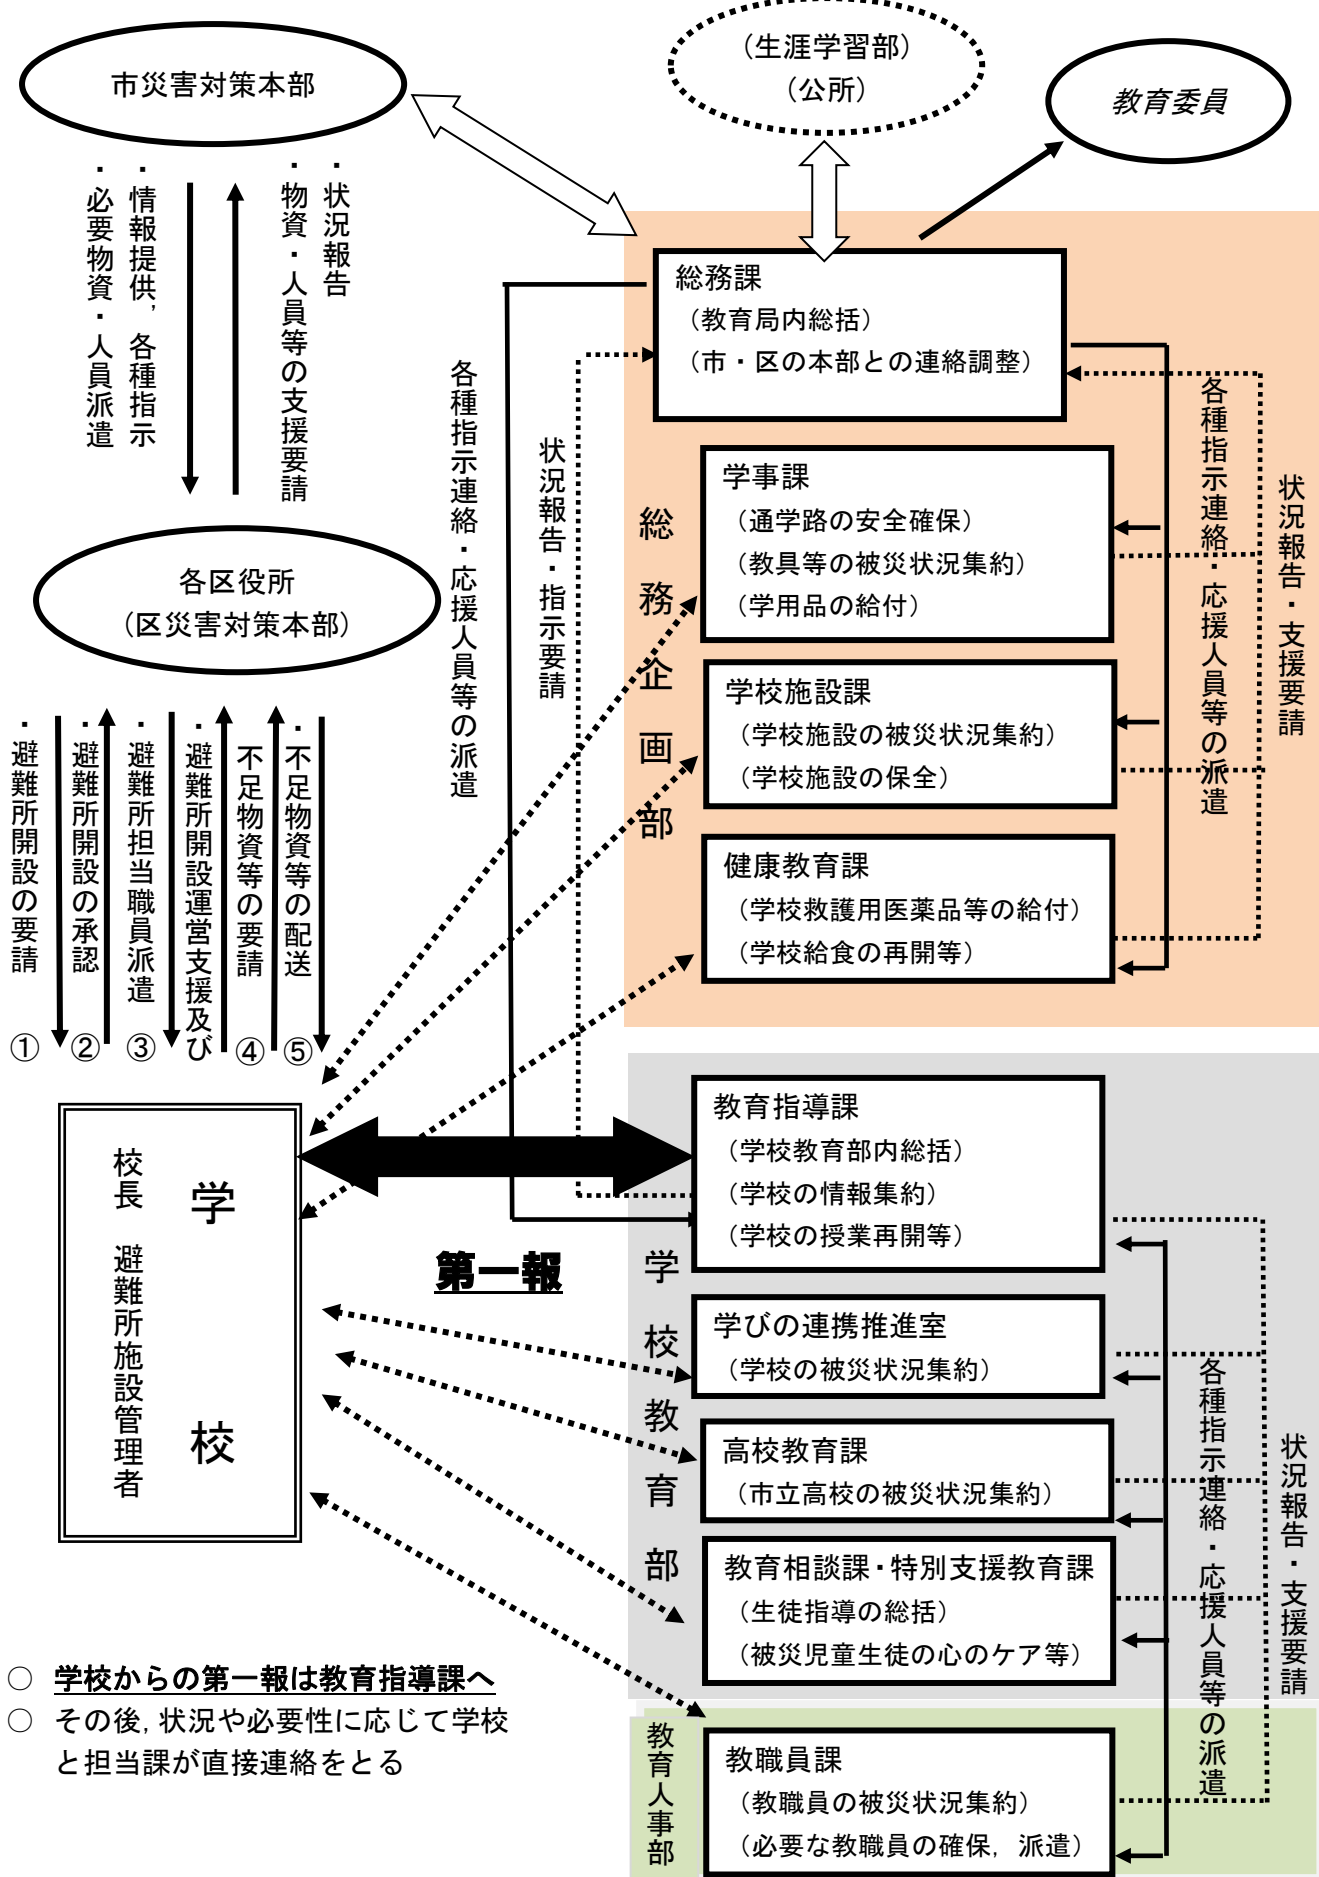 市災害対策本部
（生涯学習部）
（公所）
教育委員
・必要物資・人員派遣
・情報提供，各種指示
・物資・人員等の支援要請
・状況報告
各区役所
（区災害対策本部）
・避難所開設の要請
①
・避難所開設の承認
②
・避難所担当職員派遣
③
・避難所開設運営支援及び
不足物資等の要請
④
・不足物資等の配送
⑤
各種指示連絡・応援人員等の派遣
状況報告・指示要請
総務企画部
総務課
（教育局内総括）
（市・区の本部との連絡調整）
学事課
（通学路の安全確保）
（教具等の被災状況集約）
（学用品の給付）
学校施設課
（学校施設の被災状況集約）
（学校施設の保全）
健康教育課
（学校救護用医薬品等の給付）
（学校給食の再開等）
各種指示連絡・応援人員等の派遣
状況報告・支援要請
学校
校長　避難所施設管理者
第一報
学校教育部
教育指導課
（学校教育部内総括）
（学校の情報集約）
（学校の授業再開等）
学びの連携推進室
（学校の被災状況集約）
高校教育課
（市立高校の被災状況集約）
教育相談課・特別支援教育課
（生徒指導の総括）
（被災児童生徒の心のケア等）
各種指示連絡・応援人員等の派遣
状況報告・支援要請
教育人事部
教職員課
（教職員の被災状況集約）
（必要な教職員の確保，派遣）
○　学校からの第一報は教育指導課へ
○　その後，状況や必要性に応じて学校
と担当課が直接連絡をとる